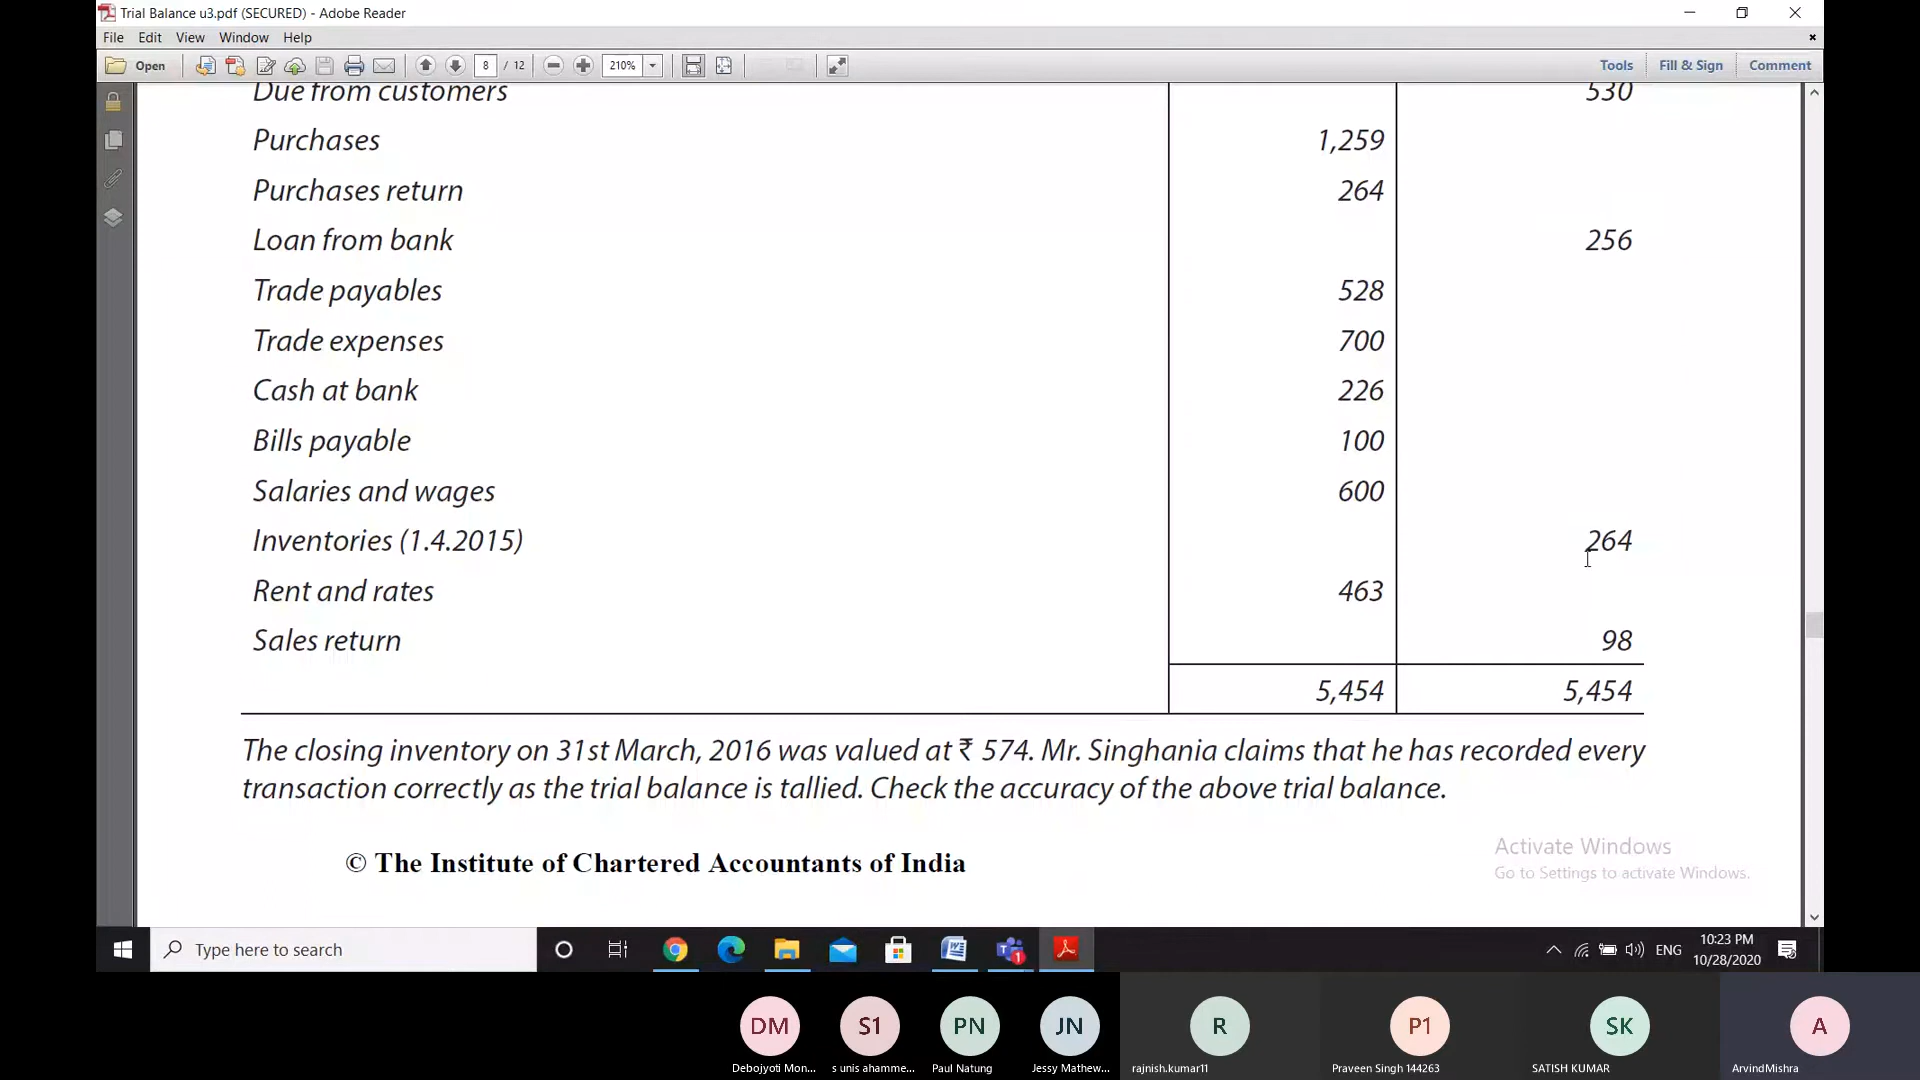 Trial Balance u3.pdf (SECURED) - Adobe Reader
File Edit View Window Help
Open 8 / 12 210% Tools Fill & Sign Comment
Due from customers 530
Purchases 1,259
Purchases return 264
Loan from bank 256
Trade payables 528
Trade expenses 700
Cash at bank 226
Bills payable 100
Salaries and wages 600
Inventories (1.4.2015) 264
Rent and rates 463
Sales return 98
5,454 5,454
The closing inventory on 31st March, 2016 was valued at ₹ 574. Mr. Singhania claims that he has recorded every
transaction correctly as the trial balance is tallied. Check the accuracy of the above trial balance.
© The Institute of Chartered Accountants of India
Activate Windows
Go to Settings to activate Windows.
Type here to search
1
ENG
10:23 PM
10/28/2020
DM S1 PN JN R P1 SK A
Debojyoti Mon... s unis ahamme... Paul Natung Jessy Mathew... rajnish.kumar11 Praveen Singh 144263 SATISH KUMAR ArvindMishra